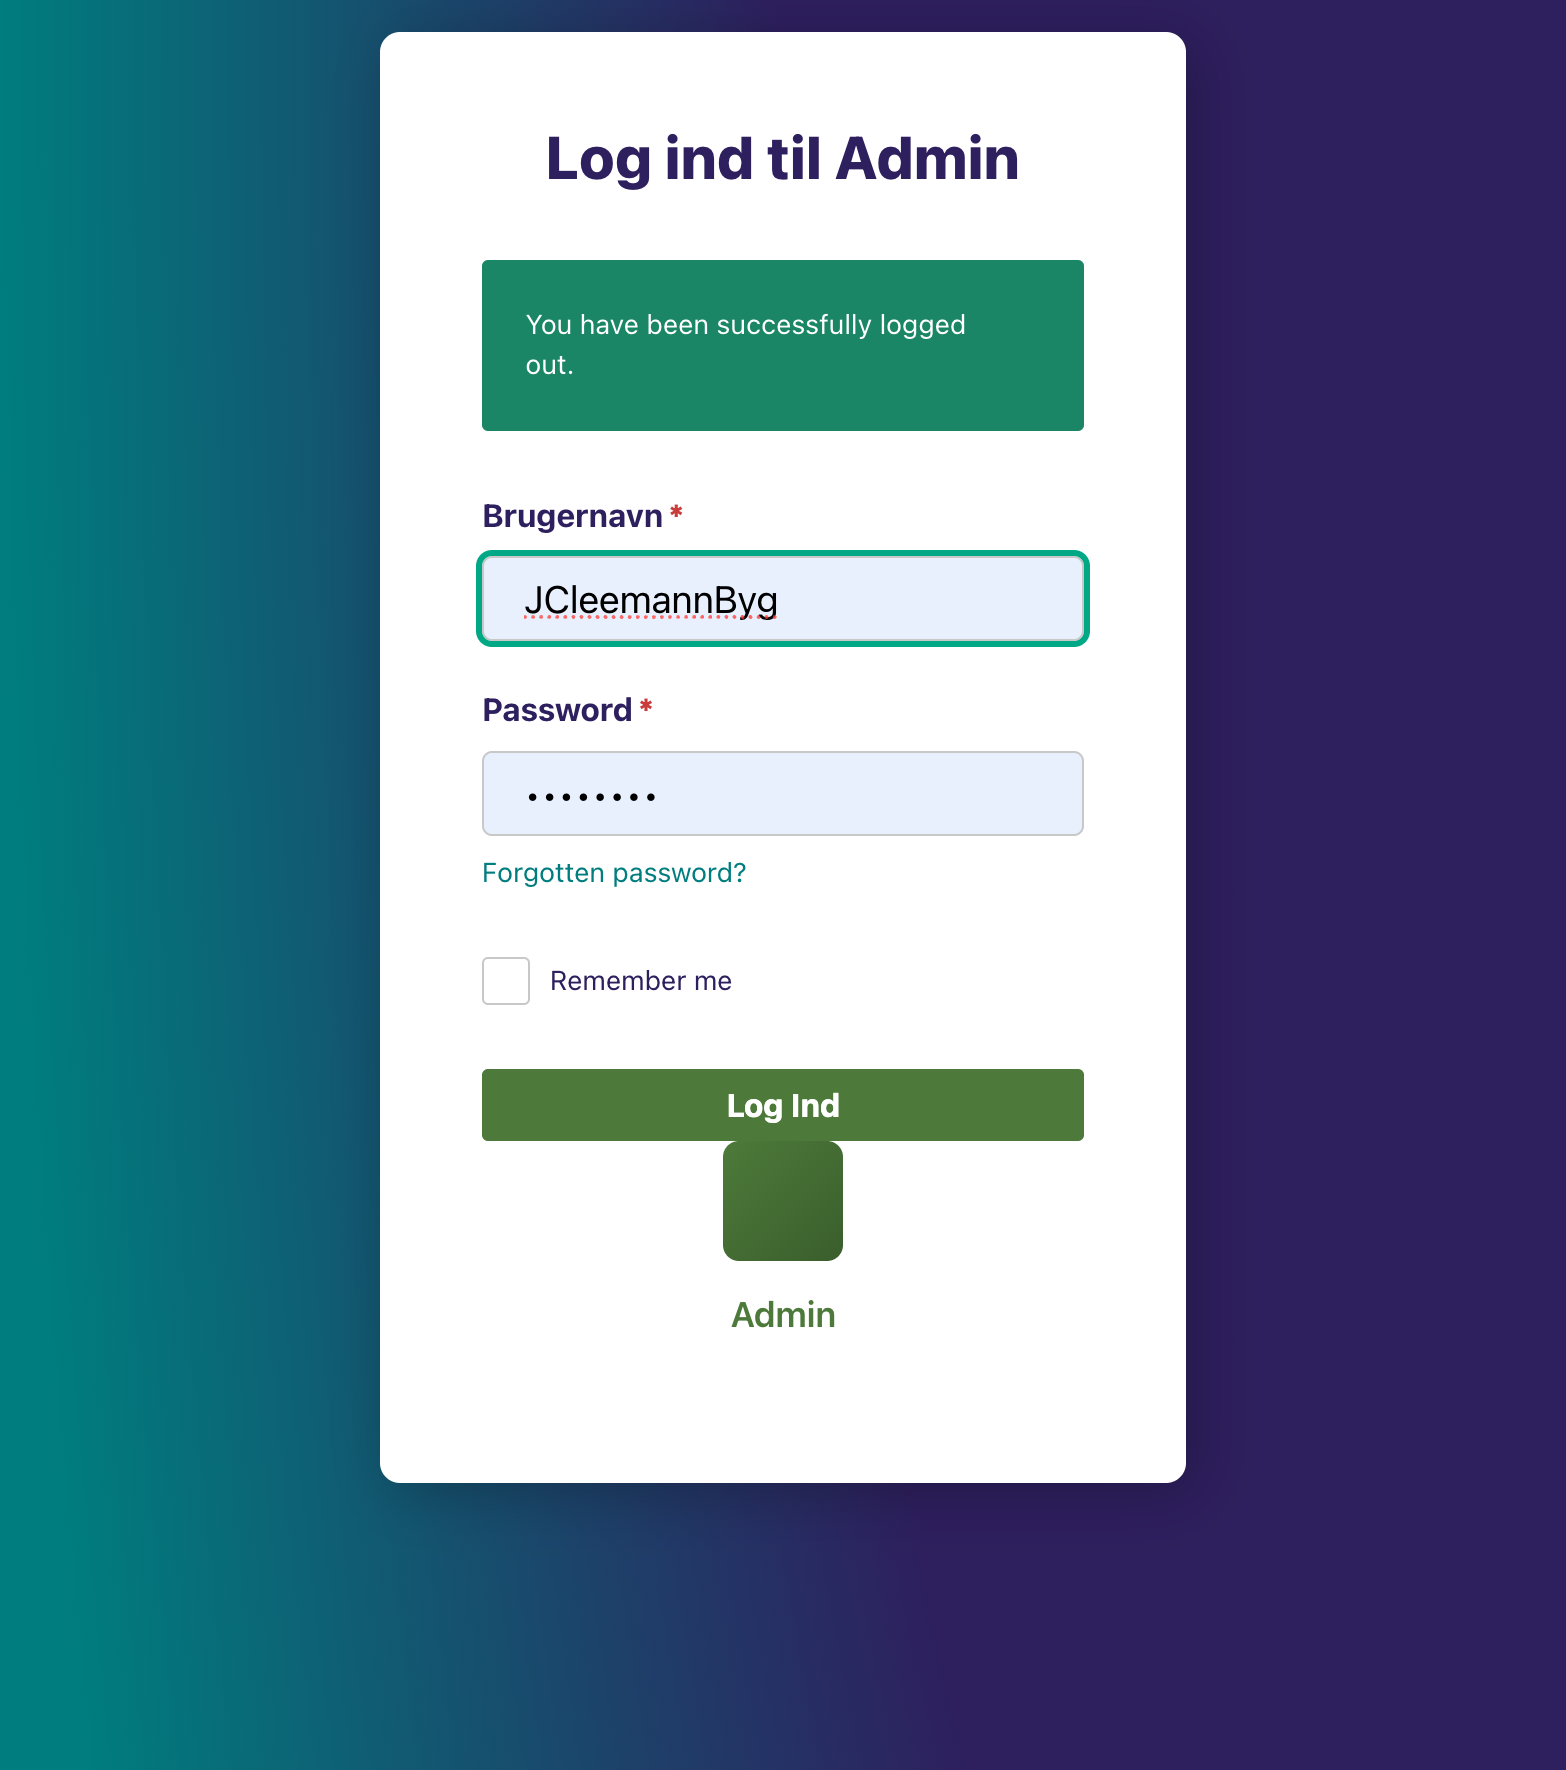 Log ind til Admin
You have been successfully logged
out.
Brugernavn *
JCleemannByg
Password *
••••••••
Forgotten password?
Remember me
Log Ind
Admin